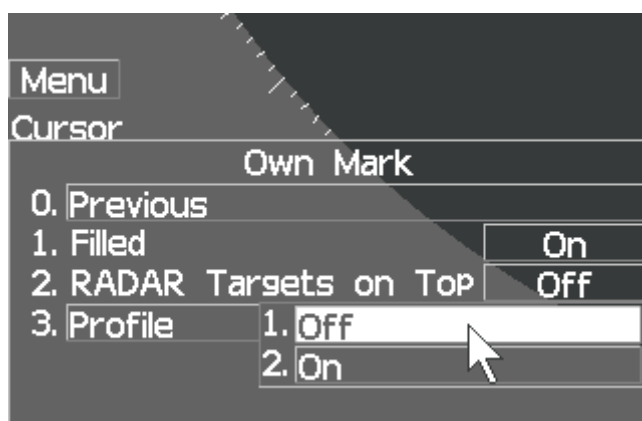 Menu
Cursor
Own Mark
0. Previous
1. Filled On
2. RADAR Targets on Top Off
3. Profile 1. Off
2. On